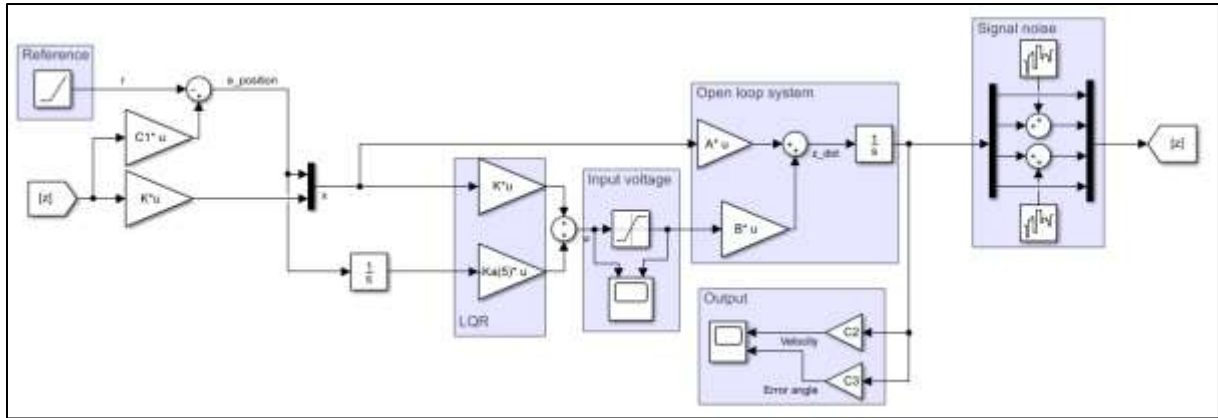 Reference
r
e_position
C1* u
[z]
K*u
x
1
s
K*u
Ka(5)* u
LQR
Input voltage
u
Open loop system
A* u
z_dist
1
s
B* u
Output
C2
Velocity
C3
Error angle
Signal noise
[z]